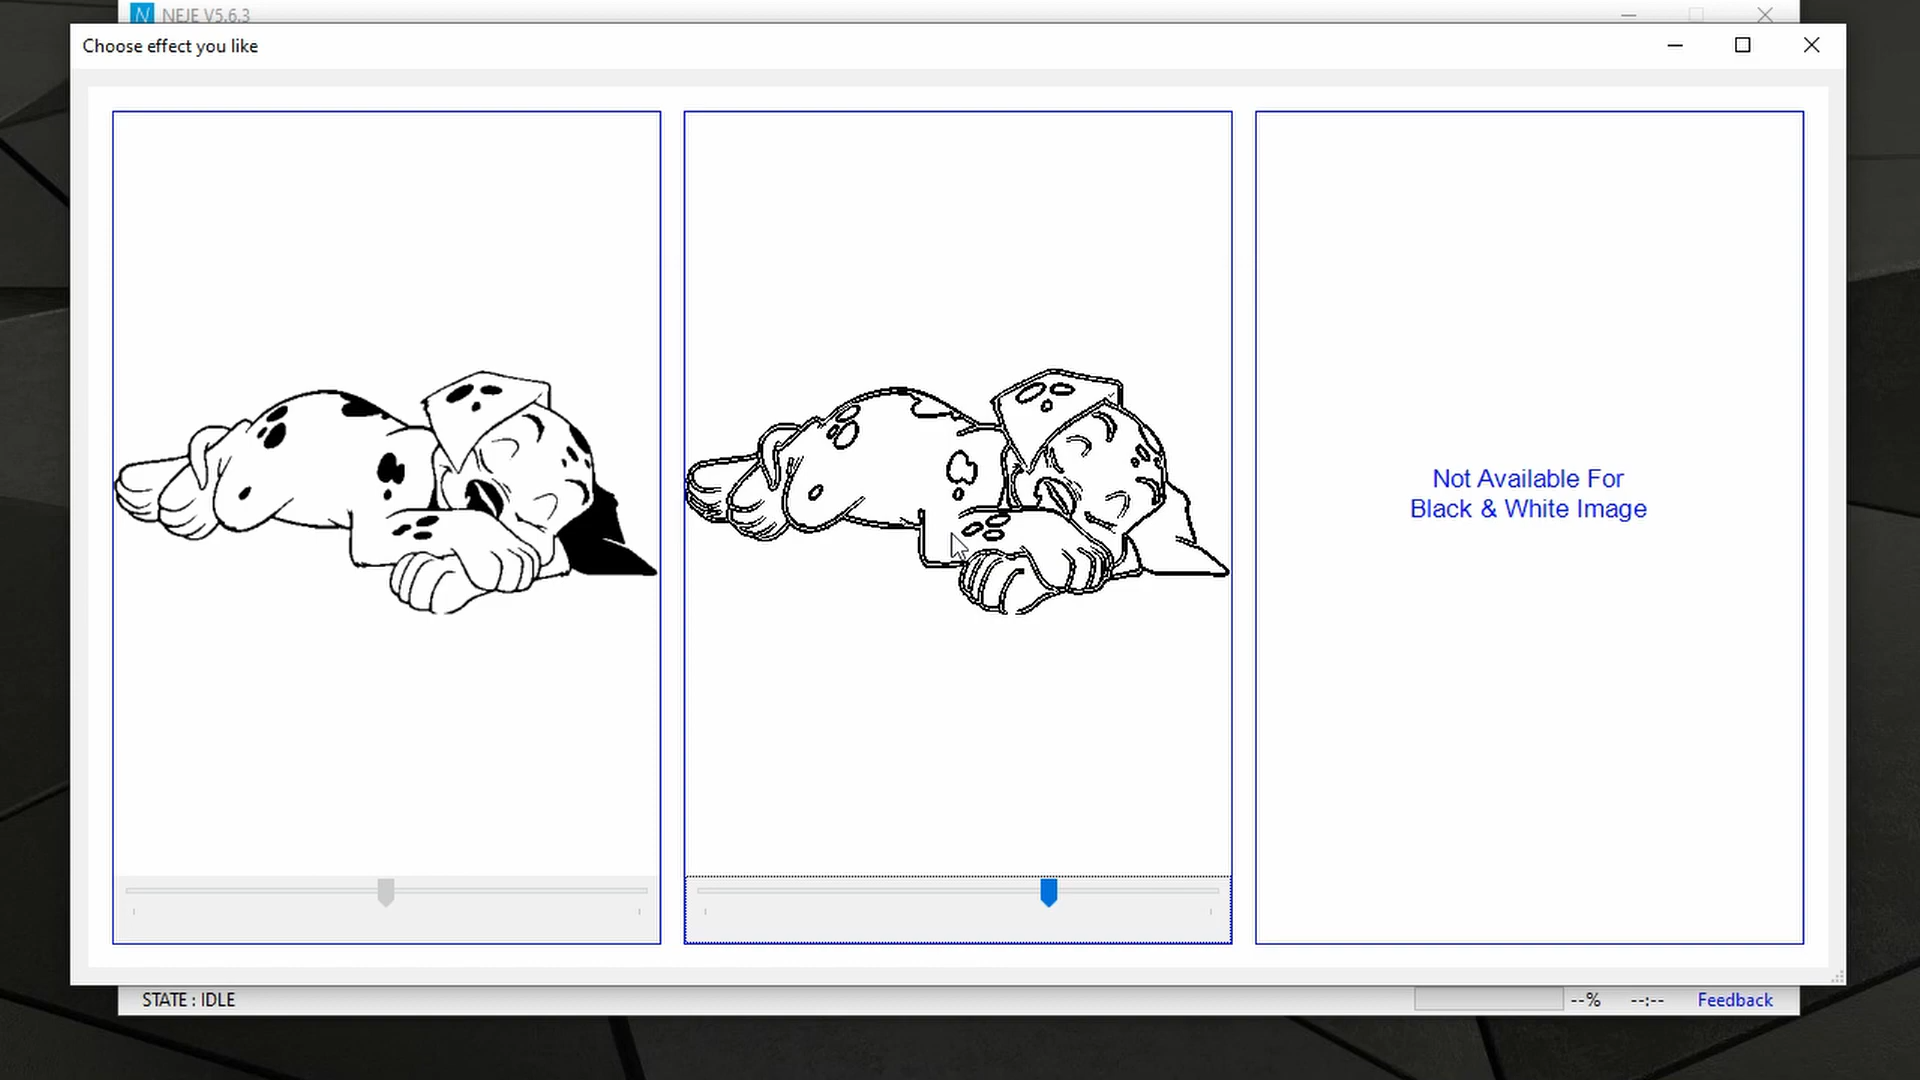 NEJE V5.6.3
Choose effect you like
Not Available For
Black & White Image
STATE : IDLE
--%
--:--
Feedback